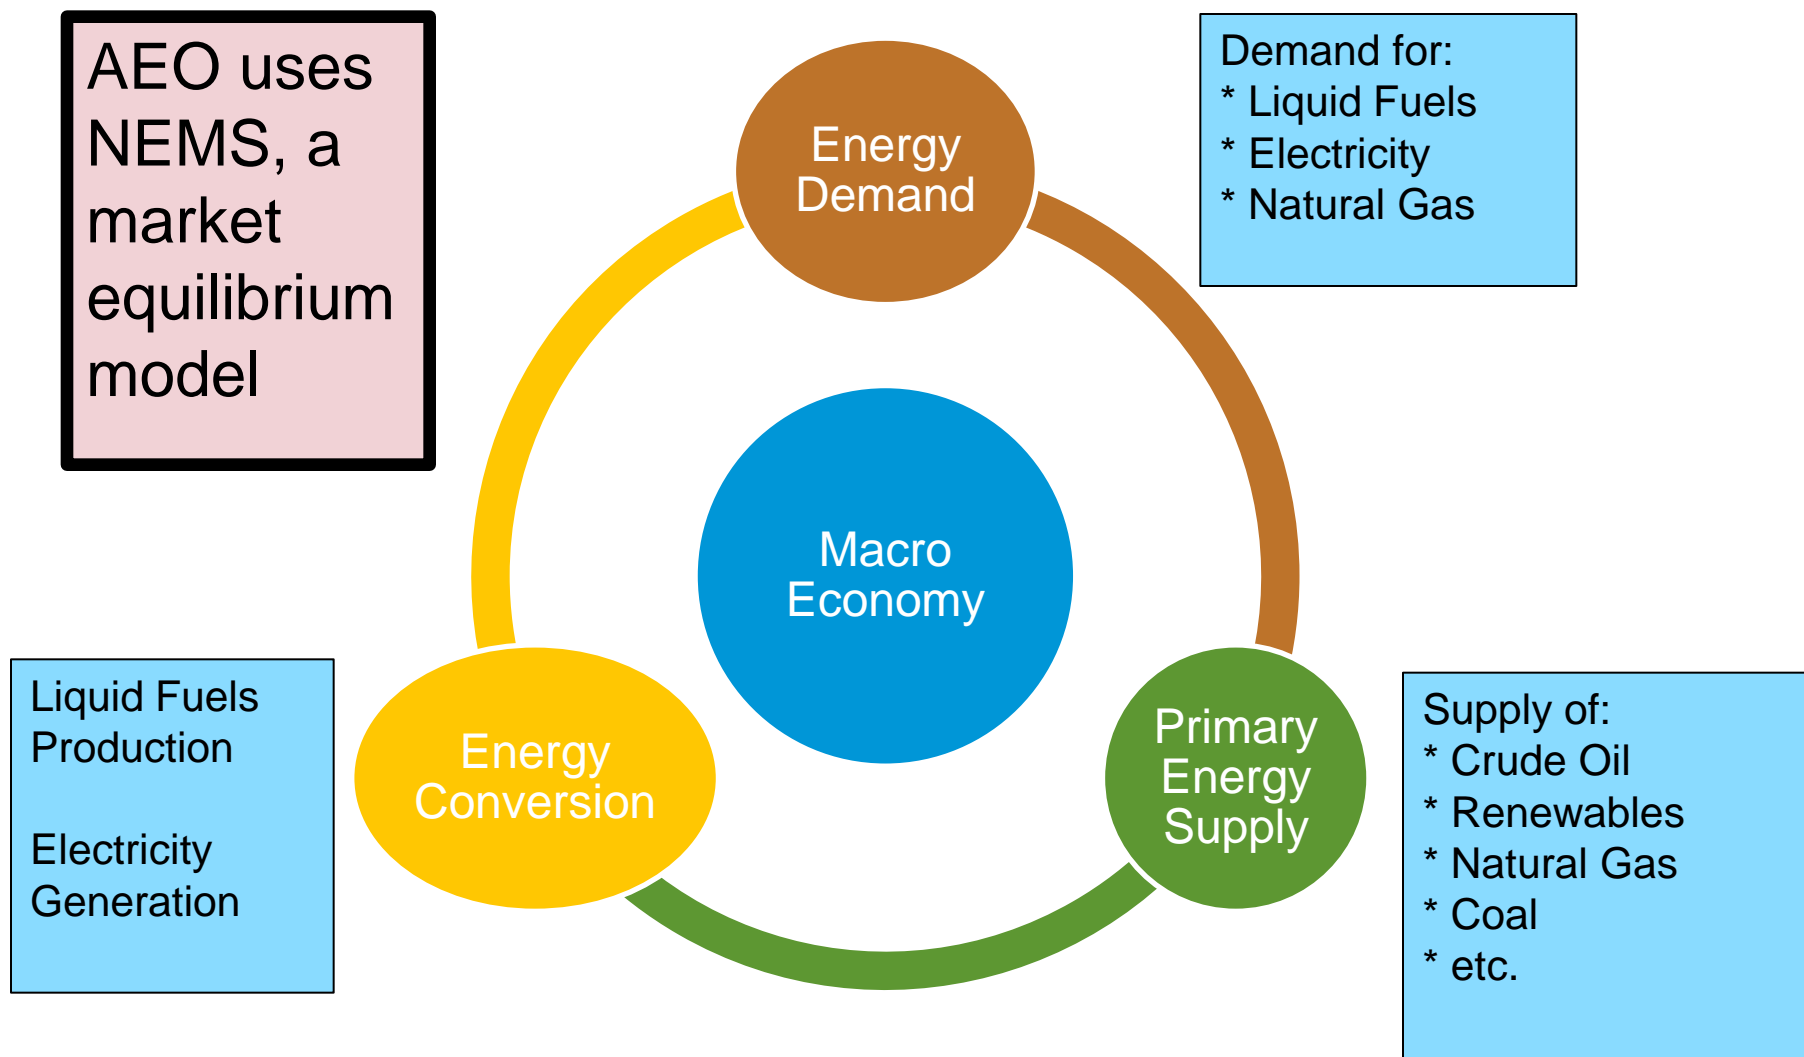 AEO uses
NEMS, a
market
equilibrium
model
Energy
Demand
Demand for:
* Liquid Fuels
* Electricity
* Natural Gas
Macro
Economy
Liquid Fuels
Production
Electricity
Generation
Energy
Conversion
Primary
Energy
Supply
Supply of:
* Crude Oil
* Renewables
* Natural Gas
* Coal
* etc.